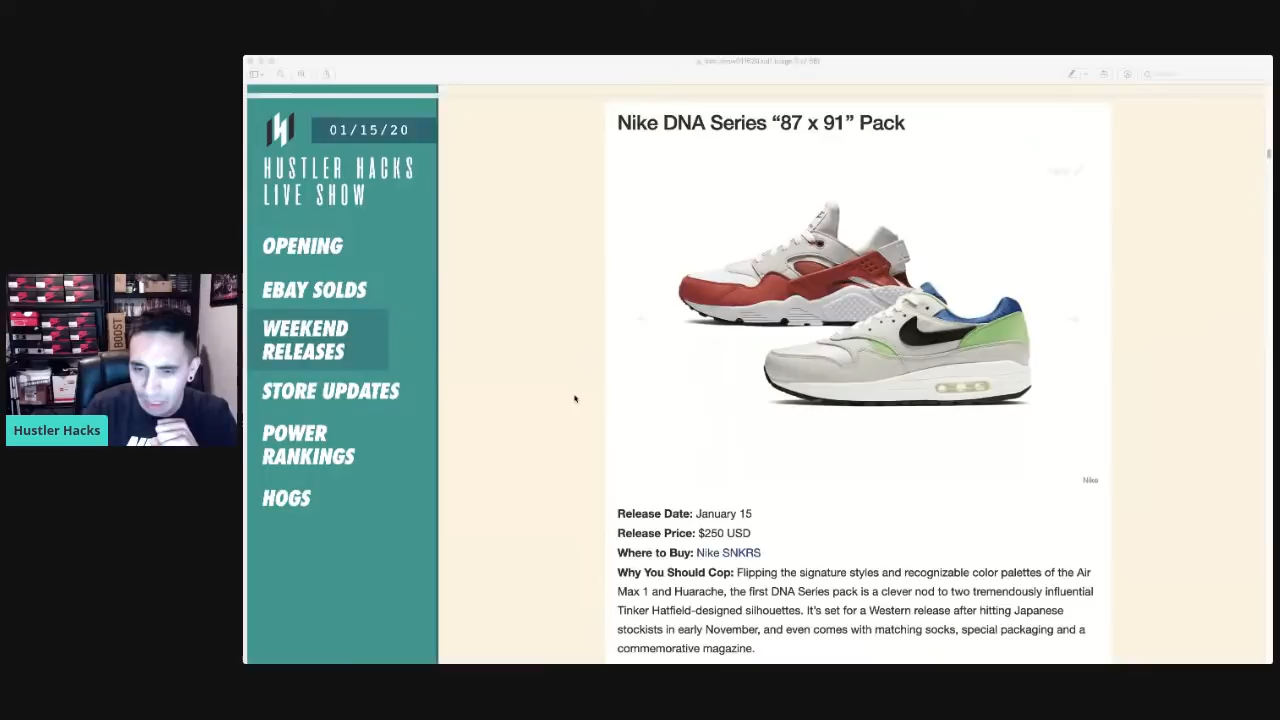 01/15/20
HUSTLER HACKS
LIVE SHOW
OPENING
EBAY SOLDS
WEEKEND
RELEASES
STORE UPDATES
POWER
RANKINGS
HOGS
BOOST
Hustler Hacks
Nike DNA Series “87 x 91” Pack
Nike
Release Date: January 15
Release Price: $250 USD
Where to Buy: Nike SNKRS
Why You Should Cop: Flipping the signature styles and recognizable color palettes of the Air
Max 1 and Huarache, the first DNA Series pack is a clever nod to two tremendously influential
Tinker Hatfield-designed silhouettes. It’s set for a Western release after hitting Japanese
stockists in early November, and even comes with matching socks, special packaging and a
commemorative magazine.